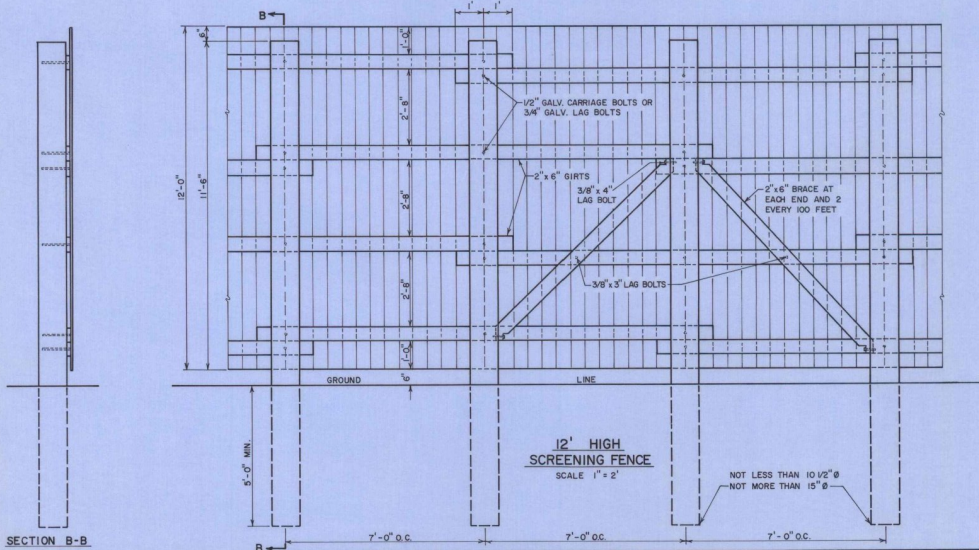 B
1' 1'
6"
1'-0"
1/2" GALV. CARRIAGE BOLTS OR
3/4" GALV. LAG BOLTS
2'-8"
12'-0"
11'-6"
2"x 6" GIRTS
3/8"x 4"
LAG BOLT
2"x 6" BRACE AT
EACH END AND 2
EVERY 100 FEET
2'-8"
3/8"x 3" LAG BOLTS
2'-8"
1'-0"
6"
GROUND LINE
5'-0" MIN.
12' HIGH
SCREENING FENCE
SCALE 1" = 2'
NOT LESS THAN 10 1/2" Ø
NOT MORE THAN 15" Ø
SECTION B-B
B
7'-0" O.C. 7'-0" O.C. 7'-0" O.C.